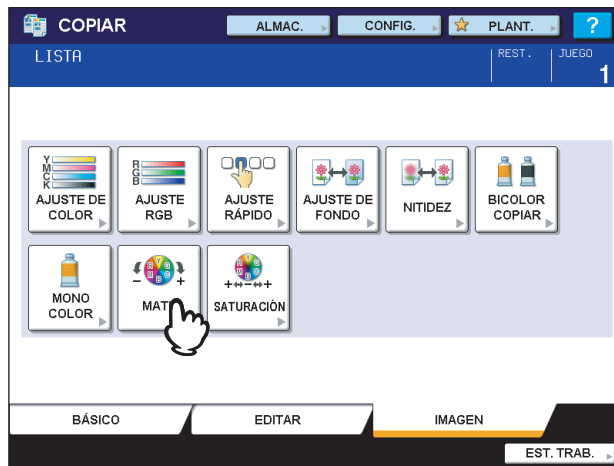 COPIAR
ALMAC. CONFIG. PLANT. ?
LISTA REST. JUEGO
1
Y
M
C
K
AJUSTE DE
COLOR
R
G
B
AJUSTE
RGB
AJUSTE
RÁPIDO
AJUSTE DE
FONDO
NITIDEZ
BICOLOR
COPIAR
MONO
COLOR
- +
MAT
+↔-↔+
SATURACIÓN
BÁSICO EDITAR IMAGEN
EST. TRAB.